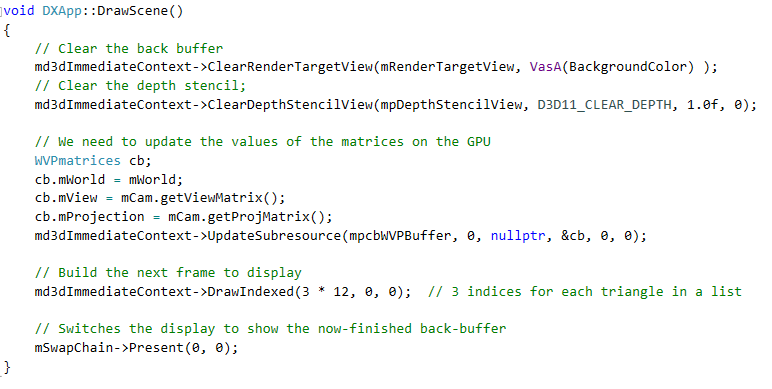 void DXApp::DrawScene()
{
    // Clear the back buffer
    md3dImmediateContext->ClearRenderTargetView(mRenderTargetView, VasA(BackgroundColor) );
    // Clear the depth stencil;
    md3dImmediateContext->ClearDepthStencilView(mpDepthStencilView, D3D11_CLEAR_DEPTH, 1.0f, 0);

    // We need to update the values of the matrices on the GPU
    WVPmatrices cb;
    cb.mWorld = mWorld;
    cb.mView = mCam.getViewMatrix();
    cb.mProjection = mCam.getProjMatrix();
    md3dImmediateContext->UpdateSubresource(mpcbWVPBuffer, 0, nullptr, &cb, 0, 0);

    // Build the next frame to display
    md3dImmediateContext->DrawIndexed(3 * 12, 0, 0);  // 3 indices for each triangle in a list

    // Switches the display to show the now-finished back-buffer
    mSwapChain->Present(0, 0);
}